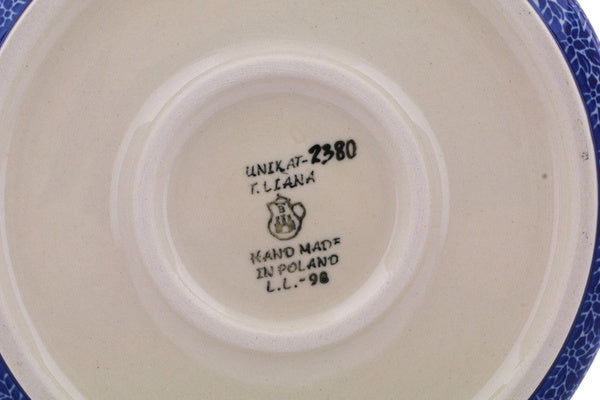 UNIKAT-2380
T. LIANA
B
HAND MADE
IN POLAND
L.L.-98